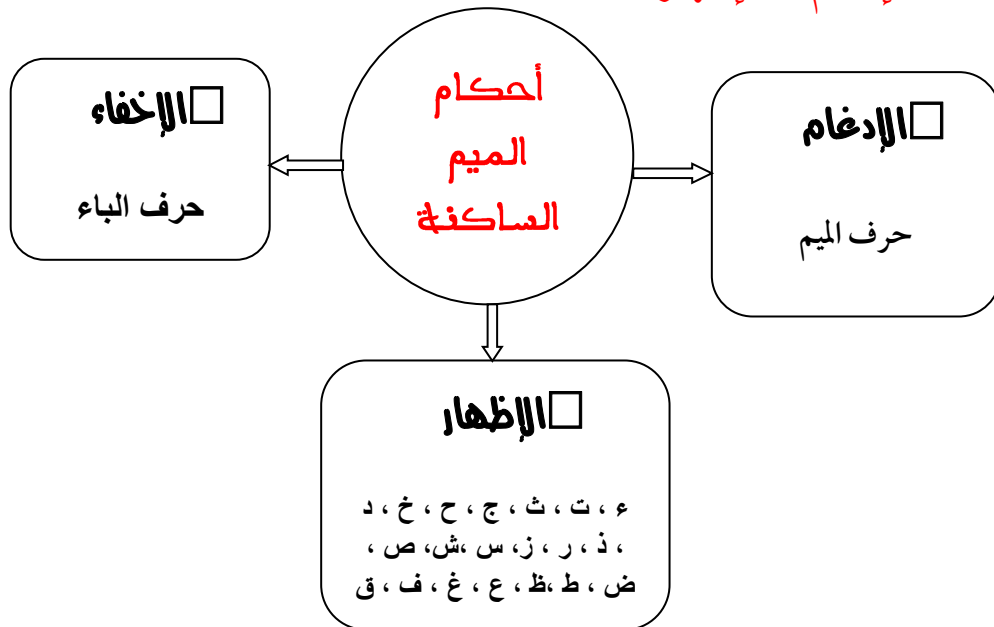 أحكام
الميم
الساكنة
الإدغام
حرف الميم
الإخفاء
حرف الباء
الإظهار
ء ، ت ، ث ، ج ، ح ، خ ، د
، ذ ، ر ، ز، س ،ش، ص ،
ض ، ط ،ظ ، ع ، غ ، ف ، ق